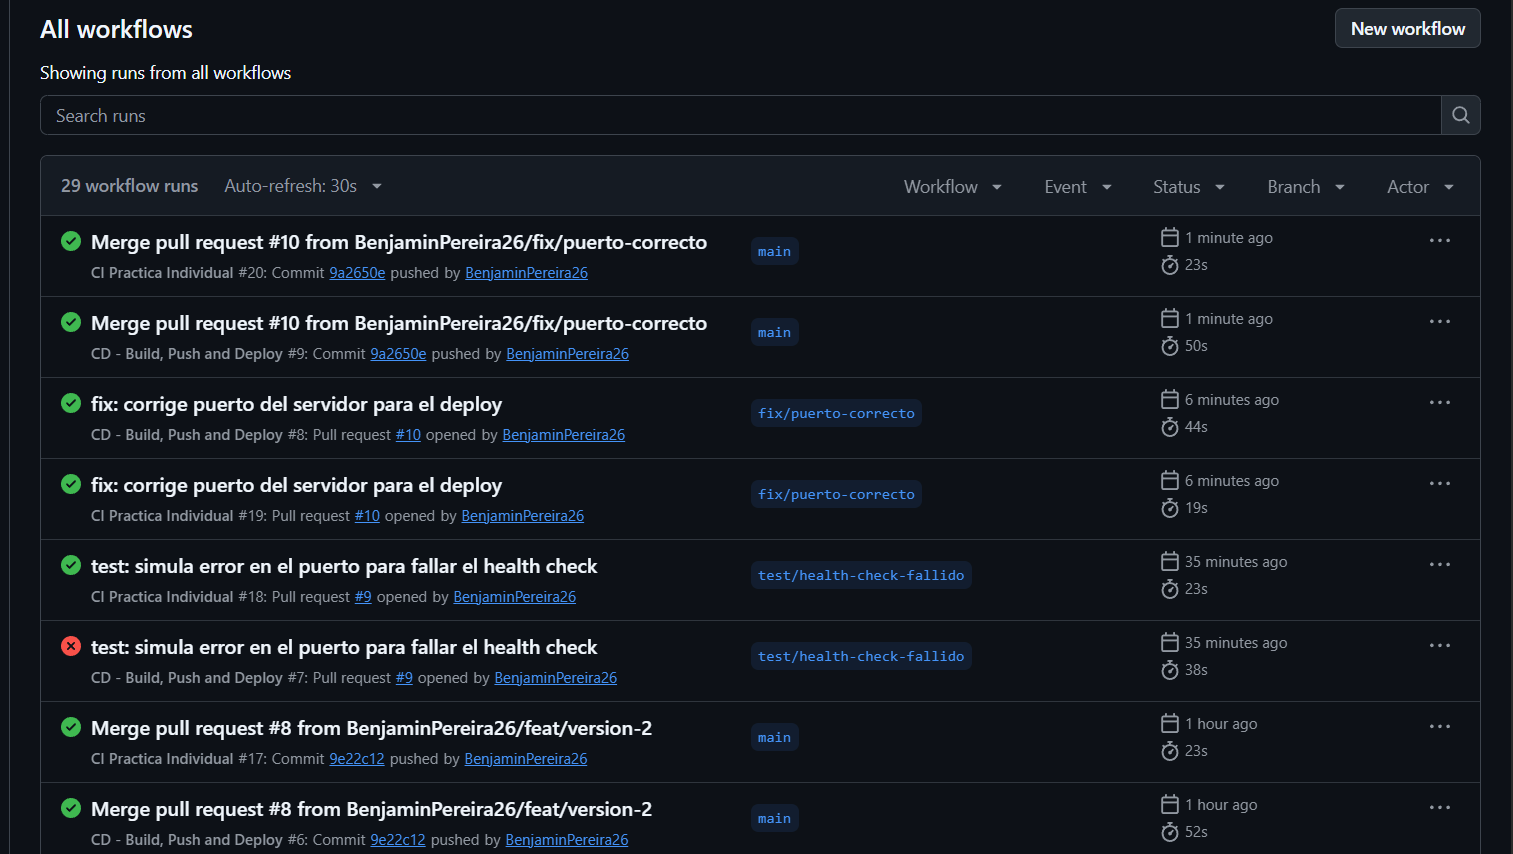 All workflows
New workflow
Showing runs from all workflows
Search runs
29 workflow runs Auto-refresh: 30s Workflow Event Status Branch Actor
Merge pull request #10 from BenjaminPereira26/fix/puerto-correcto
main
1 minute ago
CI Practica Individual #20: Commit 9a2650e pushed by BenjaminPereira26
23s
Merge pull request #10 from BenjaminPereira26/fix/puerto-correcto
main
1 minute ago
CD - Build, Push and Deploy #9: Commit 9a2650e pushed by BenjaminPereira26
50s
fix: corrige puerto del servidor para el deploy
fix/puerto-correcto
6 minutes ago
CD - Build, Push and Deploy #8: Pull request #10 opened by BenjaminPereira26
44s
fix: corrige puerto del servidor para el deploy
fix/puerto-correcto
6 minutes ago
CI Practica Individual #19: Pull request #10 opened by BenjaminPereira26
19s
test: simula error en el puerto para fallar el health check
test/health-check-fallido
35 minutes ago
CI Practica Individual #18: Pull request #9 opened by BenjaminPereira26
23s
test: simula error en el puerto para fallar el health check
test/health-check-fallido
35 minutes ago
CD - Build, Push and Deploy #7: Pull request #9 opened by BenjaminPereira26
38s
Merge pull request #8 from BenjaminPereira26/feat/version-2
main
1 hour ago
CI Practica Individual #17: Commit 9e22c12 pushed by BenjaminPereira26
23s
Merge pull request #8 from BenjaminPereira26/feat/version-2
main
1 hour ago
CD - Build, Push and Deploy #6: Commit 9e22c12 pushed by BenjaminPereira26
52s